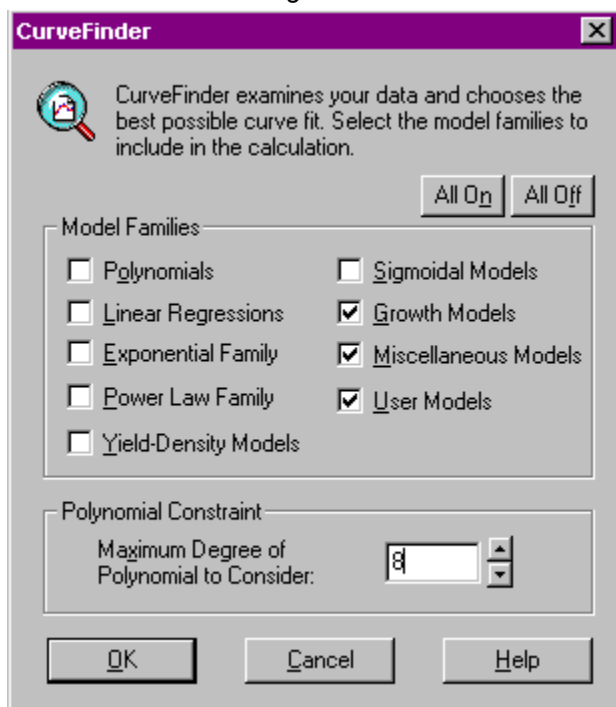 CurveFinder
CurveFinder examines your data and chooses the
best possible curve fit. Select the model families to
include in the calculation.
All On All Off
Model Families
Polynomials
Linear Regressions
Exponential Family
Power Law Family
Yield-Density Models
Sigmoidal Models
Growth Models
Miscellaneous Models
User Models
Polynomial Constraint
Maximum Degree of
Polynomial to Consider:
8
OK Cancel Help